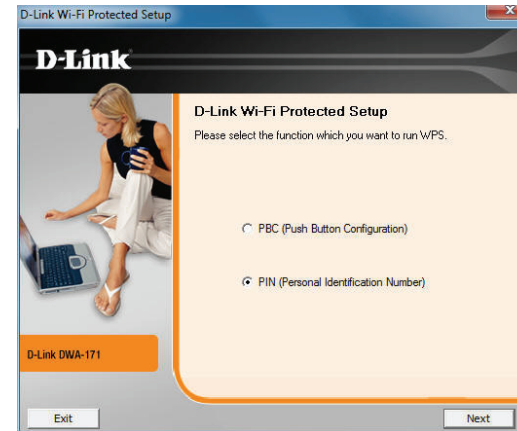 D-Link Wi-Fi Protected Setup
D-Link
D-Link Wi-Fi Protected Setup
Please select the function which you want to run WPS.
PBC (Push Button Configuration)
PIN (Personal Identification Number)
D-Link DWA-171
Exit
Next